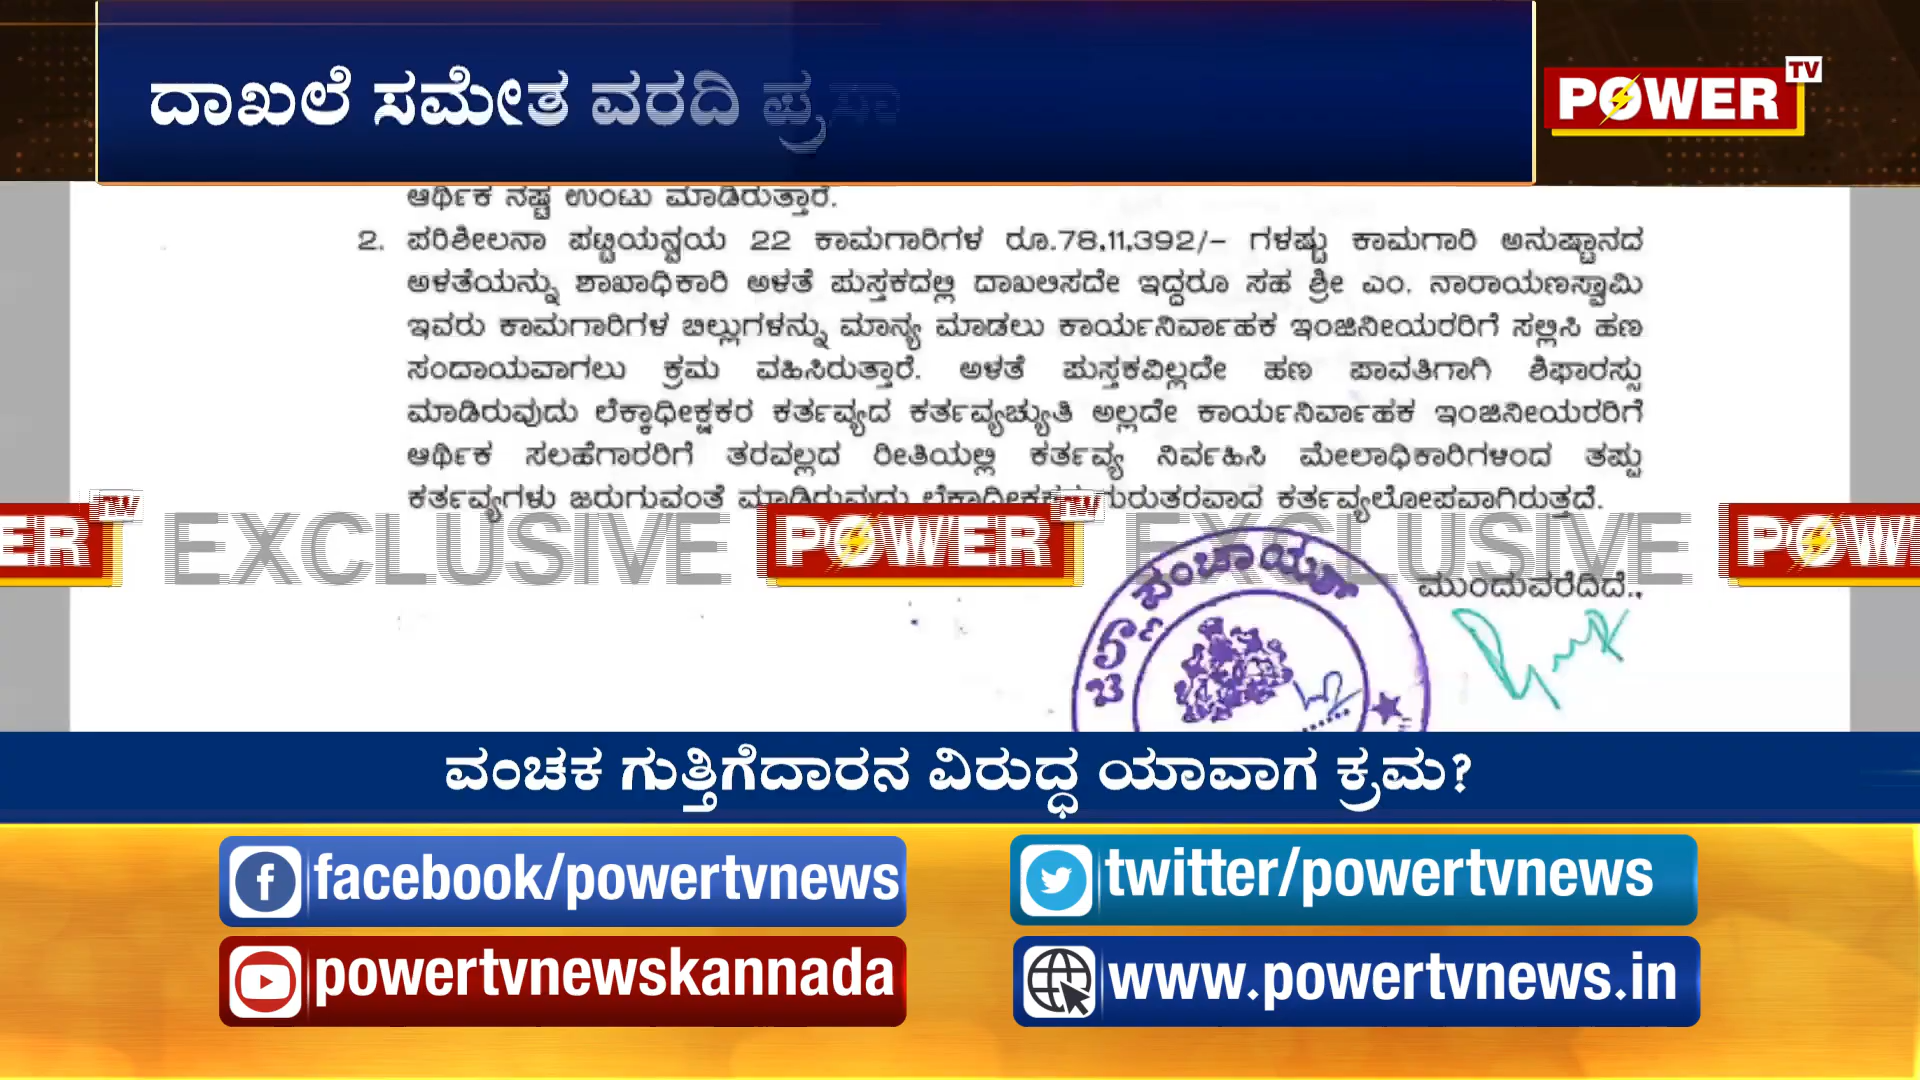 ದಾಖಲೆ ಸಮೇತ ವರದಿ ಪ್ರಸಾ
POWER TV
ಆರ್ಥಿಕ ನಷ್ಟ ಉಂಟು ಮಾಡಿರುತ್ತಾರೆ.
2. ಪರಿಶೀಲನಾ ಪಟ್ಟಿಯನ್ವಯ 22 ಕಾಮಗಾರಿಗಳ ರೂ.78,11,392/- ಗಳಷ್ಟು ಕಾಮಗಾರಿ ಅನುಷ್ಟಾನದ
ಅಳತೆಯನ್ನು ಶಾಖಾಧಿಕಾರಿ ಅಳತೆ ಪುಸ್ತಕದಲ್ಲಿ ದಾಖಲಿಸದೇ ಇದ್ದರೂ ಸಹ ಶ್ರೀ ಎಂ. ನಾರಾಯಣಸ್ವಾಮಿ
ಇವರು ಕಾಮಗಾರಿಗಳ ಬಿಲ್ಲುಗಳನ್ನು ಮಾನ್ಯ ಮಾಡಲು ಕಾರ್ಯನಿರ್ವಾಹಕ ಇಂಜಿನೀಯರರಿಗೆ ಸಲ್ಲಿಸಿ ಹಣ
ಸಂದಾಯವಾಗಲು ಕ್ರಮ ವಹಿಸಿರುತ್ತಾರೆ. ಅಳತೆ ಪುಸ್ತಕವಿಲ್ಲದೇ ಹಣ ಪಾವತಿಗಾಗಿ ಶಿಫಾರಸ್ಸು
ಮಾಡಿರುವುದು ಲೆಕ್ಕಾಧೀಕ್ಷಕರ ಕರ್ತವ್ಯದ ಕರ್ತವ್ಯಚ್ಯುತಿ ಅಲ್ಲದೇ ಕಾರ್ಯನಿರ್ವಾಹಕ ಇಂಜಿನೀಯರರಿಗೆ
ಆರ್ಥಿಕ ಸಲಹೆಗಾರರಿಗೆ ತರವಲ್ಲದ ರೀತಿಯಲ್ಲಿ ಕರ್ತವ್ಯ ನಿರ್ವಹಿಸಿ ಮೇಲಾಧಿಕಾರಿಗಳಿಂದ ತಪ್ಪು
ಕರ್ತವ್ಯಗಳು ಜರುಗುವಂತೆ ಮಾಡಿರುವುದು ಗುರುತರವಾದ ಕರ್ತವ್ಯಲೋಪವಾಗಿರುತ್ತದೆ.
ER TV EXCLUSIVE POWER TV EXCLUSIVE POW
ಮುಂದುವರೆದಿದೆ..
ಜಿಲ್ಲಾ ಪಂಚಾಯತ್
ವಂಚಕ ಗುತ್ತಿಗೆದಾರನ ವಿರುದ್ಧ ಯಾವಾಗ ಕ್ರಮ?
facebook/powertvnews
twitter/powertvnews
powertvnewskannada
www.powertvnews.in